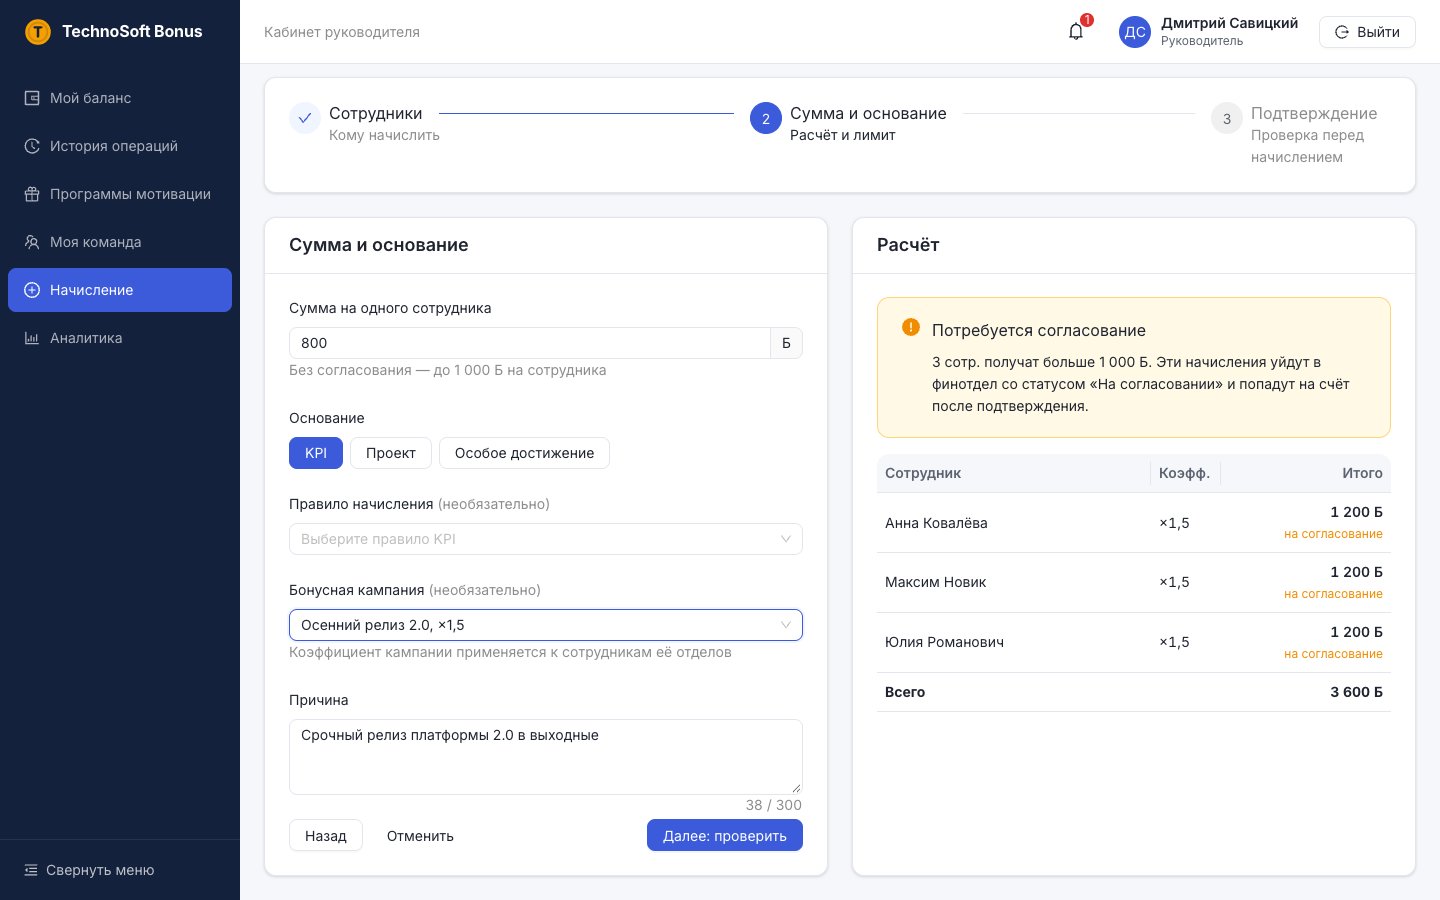 T TechnoSoft Bonus
Мой баланс
История операций
Программы мотивации
Моя команда
Начисление
Аналитика
Свернуть меню
Кабинет руководителя
1
ДС
Дмитрий Савицкий
Руководитель
Выйти
Сотрудники
Кому начислить
2
Сумма и основание
Расчёт и лимит
3
Подтверждение
Проверка перед
начислением
Сумма и основание
Сумма на одного сотрудника
800 Б
Без согласования — до 1 000 Б на сотрудника
Основание
KPI Проект Особое достижение
Правило начисления (необязательно)
Выберите правило KPI
Бонусная кампания (необязательно)
Осенний релиз 2.0, ×1,5
Коэффициент кампании применяется к сотрудникам её отделов
Причина
Срочный релиз платформы 2.0 в выходные
38 / 300
Назад Отменить Далее: проверить
Расчёт
Потребуется согласование
3 сотр. получат больше 1 000 Б. Эти начисления уйдут в
финотдел со статусом «На согласовании» и попадут на счёт
после подтверждения.
Сотрудник Коэфф. Итого
Анна Ковалёва ×1,5 1 200 Б
на согласование
Максим Новик ×1,5 1 200 Б
на согласование
Юлия Романович ×1,5 1 200 Б
на согласование
Всего 3 600 Б